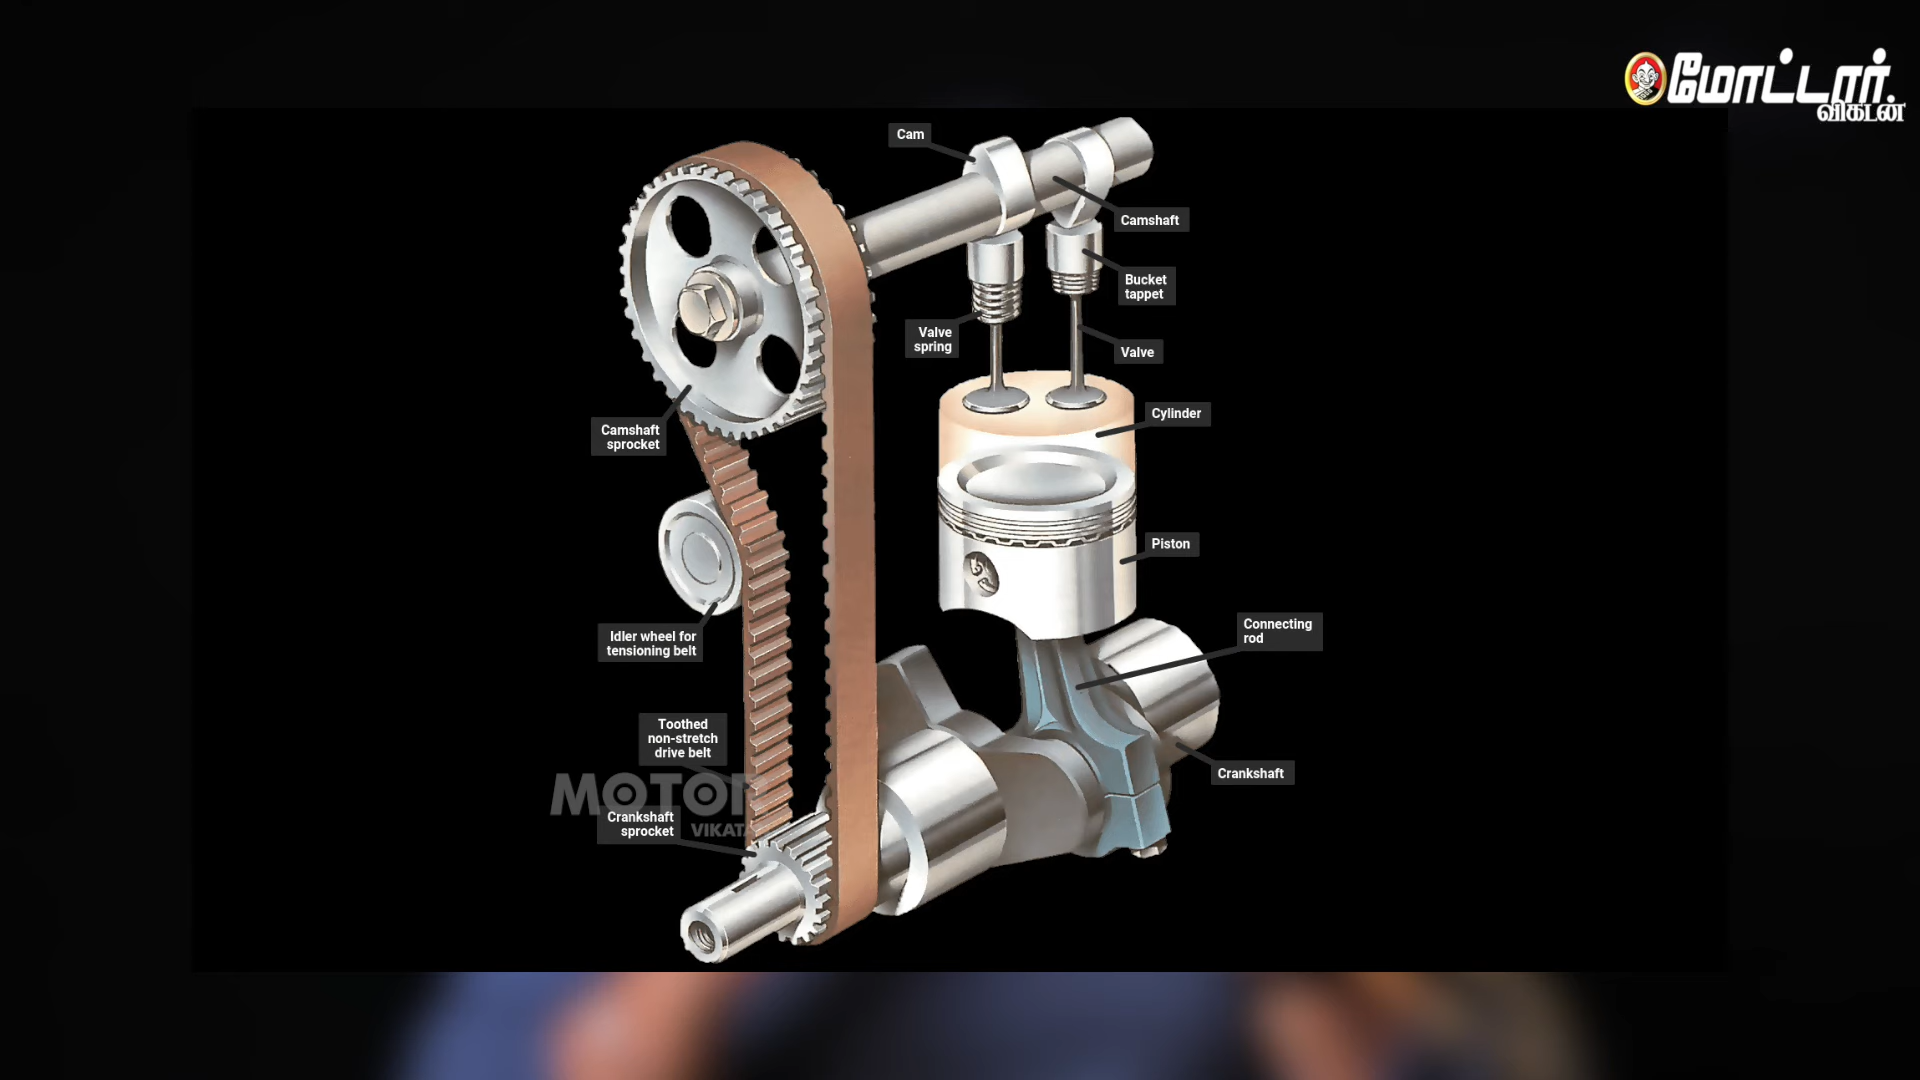 மோட்டார்
விகடன்
Cam
Camshaft
Bucket
tappet
Valve
spring
Valve
Cylinder
Camshaft
sprocket
Piston
Connecting
rod
Idler wheel for
tensioning belt
Toothed
non-stretch
drive belt
Crankshaft
MOTOR
VIKATA
Crankshaft
sprocket